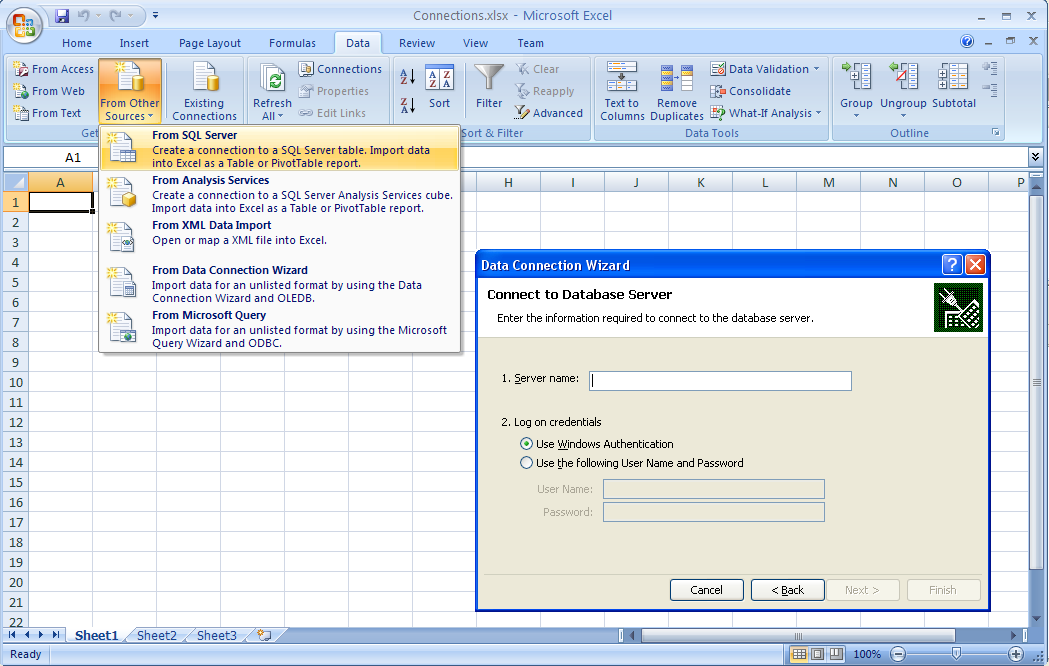 Connections.xlsx - Microsoft Excel
Home Insert Page Layout Formulas Data Review View Team
From Access
From Web
From Text
From Other Sources
Existing Connections
Refresh All
Connections
Properties
Edit Links
Sort
Filter
Clear
Reapply
Advanced
Text to Columns
Remove Duplicates
Data Validation
Consolidate
What-If Analysis
Group
Ungroup
Subtotal
Get
Sort & Filter
Data Tools
Outline
A1
From SQL Server
Create a connection to a SQL Server table. Import data
into Excel as a Table or PivotTable report.
From Analysis Services
Create a connection to a SQL Server Analysis Services cube.
Import data into Excel as a Table or PivotTable report.
From XML Data Import
Open or map a XML file into Excel.
From Data Connection Wizard
Import data for an unlisted format by using the Data
Connection Wizard and OLEDB.
From Microsoft Query
Import data for an unlisted format by using the Microsoft
Query Wizard and ODBC.
A H I J K L M N O P
1
2
3
4
5
6
7
8
9
10
11
12
13
14
15
16
17
18
19
20
21
22
Data Connection Wizard
Connect to Database Server
Enter the information required to connect to the database server.
1. Server name:
2. Log on credentials
Use Windows Authentication
Use the following User Name and Password
User Name:
Password:
Cancel < Back Next > Finish
Sheet1 Sheet2 Sheet3
Ready 100%